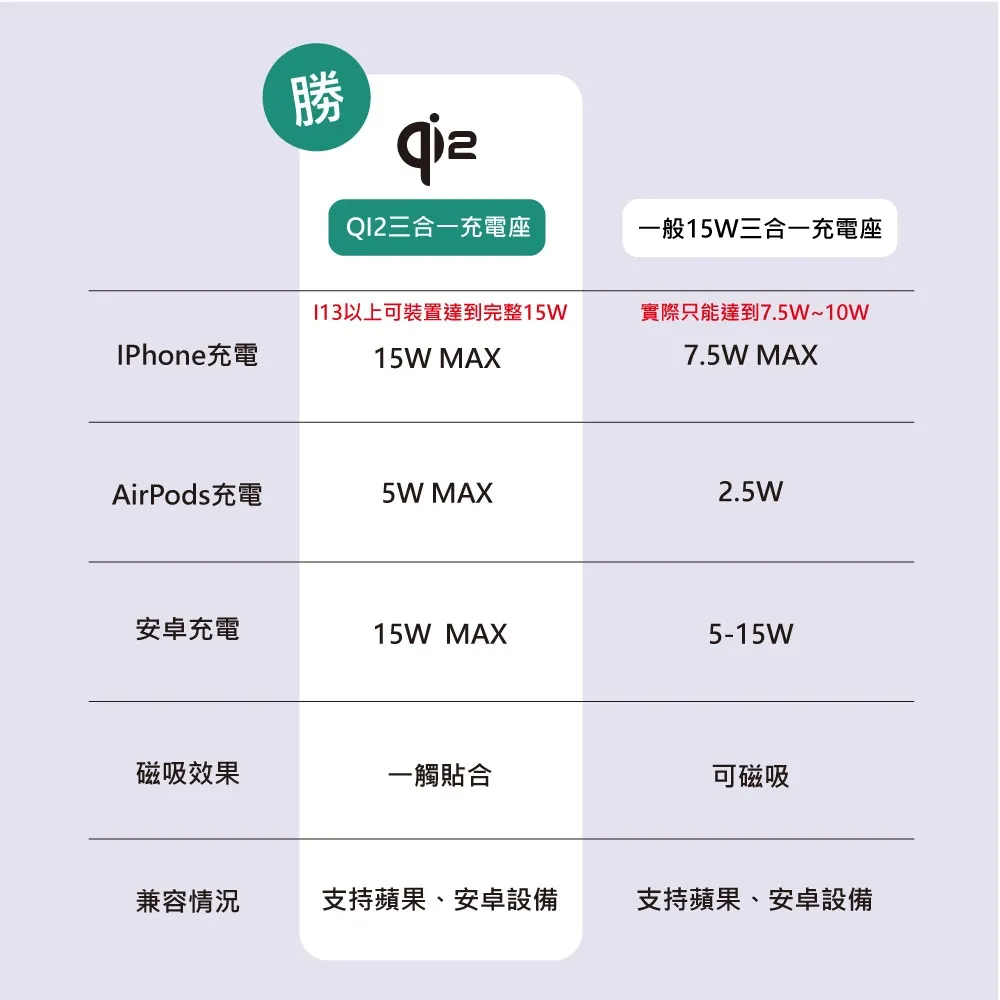 勝
qi2
QI2三合一充電座
一般15W三合一充電座
I13以上可裝置達到完整15W
實際只能達到7.5W~10W
IPhone充電
15W MAX
7.5W MAX
AirPods充電
5W MAX
2.5W
安卓充電
15W MAX
5-15W
磁吸效果
一觸貼合
可磁吸
兼容情況
支持蘋果、安卓設備
支持蘋果、安卓設備